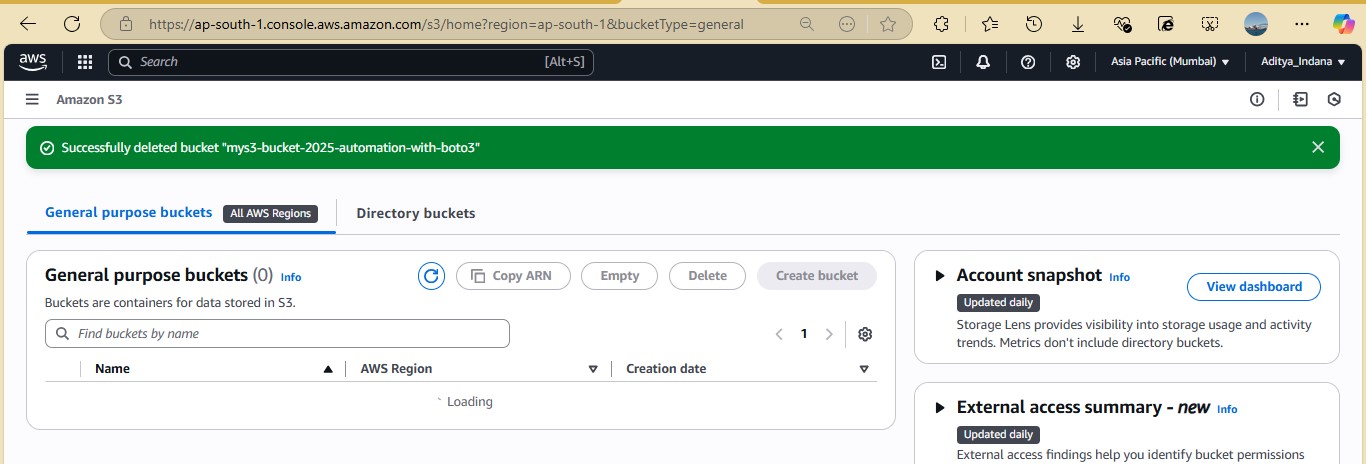 https://ap-south-1.console.aws.amazon.com/s3/home?region=ap-south-1&bucketType=general
aws
Search [Alt+S] Asia Pacific (Mumbai) Aditya_Indana
Amazon S3
Successfully deleted bucket "mys3-bucket-2025-automation-with-boto3"
General purpose buckets All AWS Regions Directory buckets
General purpose buckets (0) Info Copy ARN Empty Delete Create bucket
Buckets are containers for data stored in S3.
Find buckets by name 1
Name AWS Region Creation date
Loading
Account snapshot Info View dashboard
Updated daily
Storage Lens provides visibility into storage usage and activity
trends. Metrics don't include directory buckets.
External access summary - new Info
Updated daily
External access findings help you identify bucket permissions